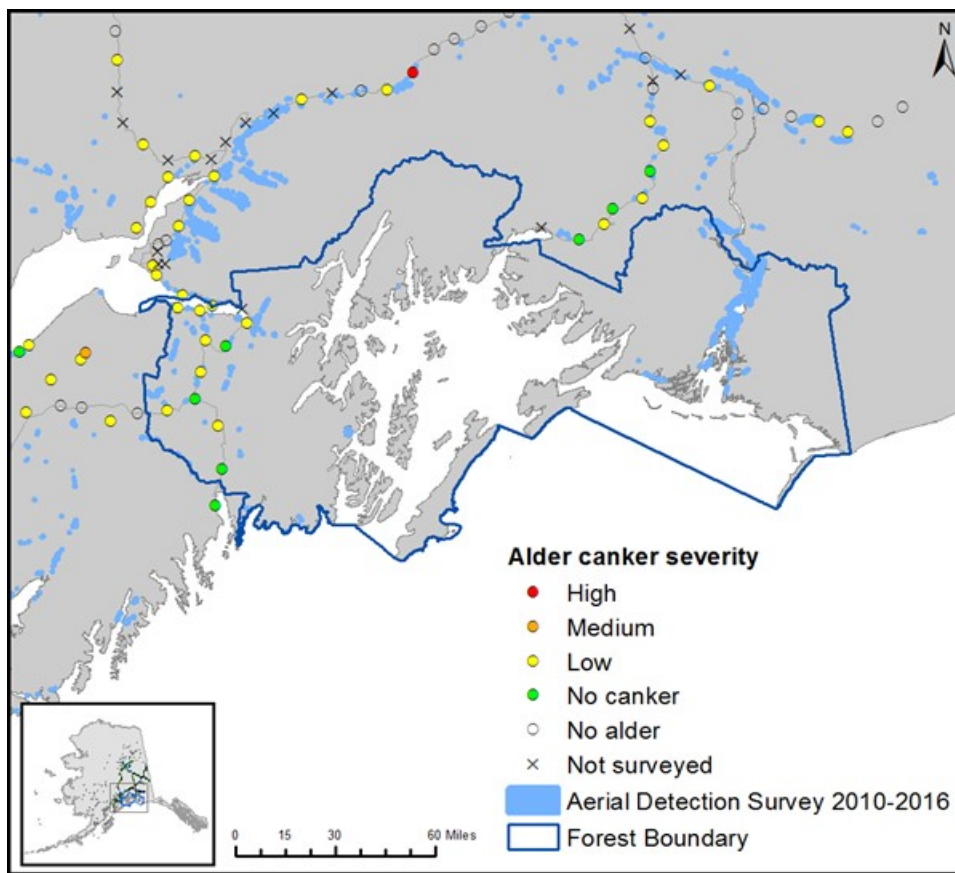 N
Alder canker severity
High
Medium
Low
No canker
No alder
Not surveyed
Aerial Detection Survey 2010-2016
Forest Boundary
0 15 30 60 Miles